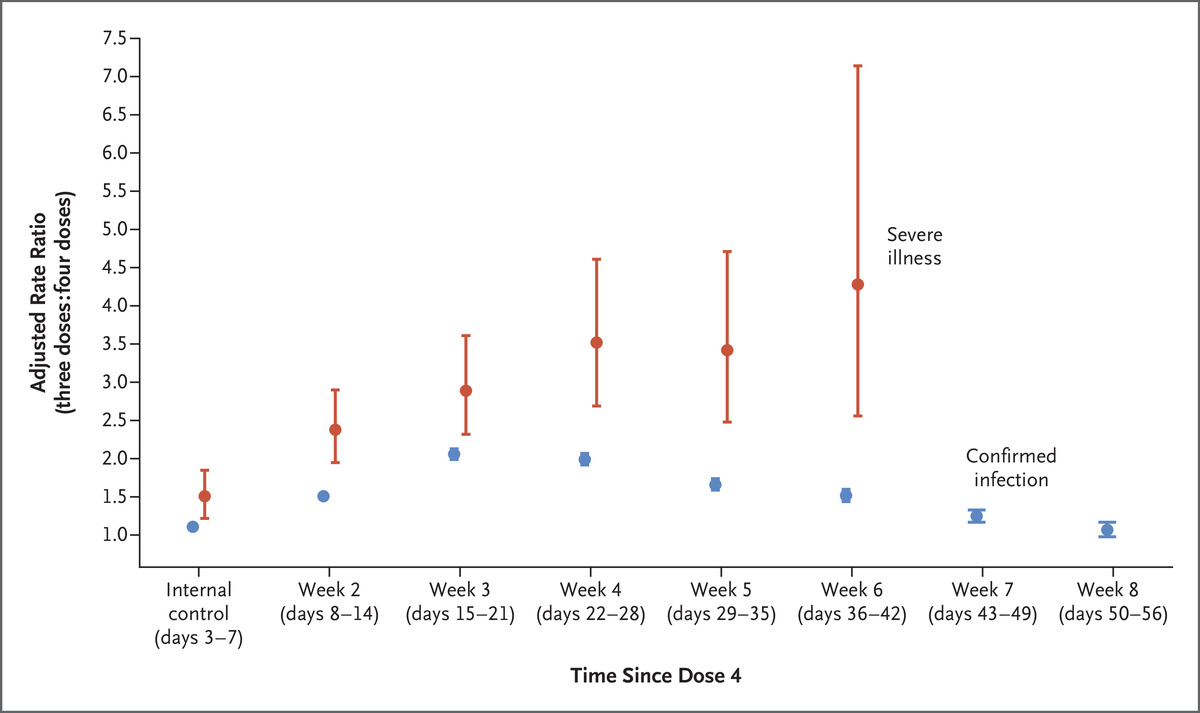 7.5
7.0
6.5
6.0
5.5
5.0
4.5
4.0
3.5
3.0
2.5
2.0
1.5
1.0
Adjusted Rate Ratio
(three doses:four doses)
Severe
illness
Confirmed
infection
Internal
control
(days 3–7)
Week 2
(days 8–14)
Week 3
(days 15–21)
Week 4
(days 22–28)
Week 5
(days 29–35)
Week 6
(days 36–42)
Week 7
(days 43–49)
Week 8
(days 50–56)
Time Since Dose 4